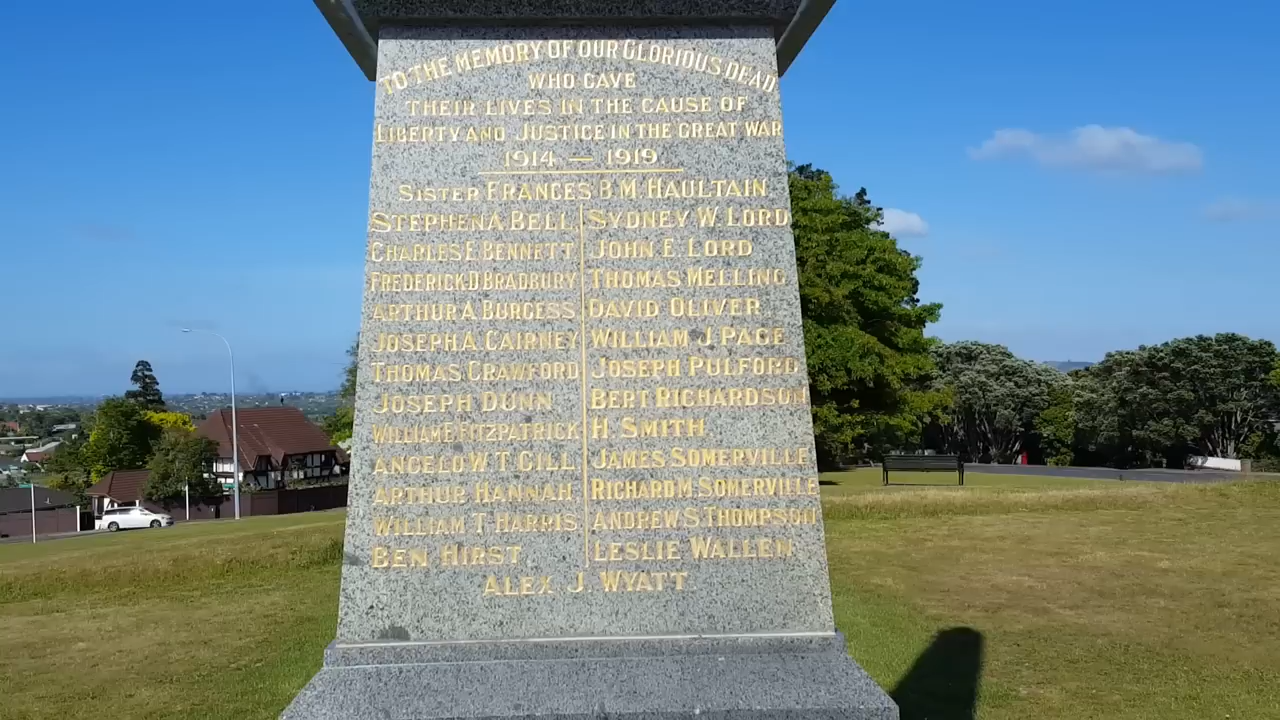 TO THE MEMORY OF OUR GLORIOUS DEAD
WHO GAVE
THEIR LIVES IN THE CAUSE OF
LIBERTY AND JUSTICE IN THE GREAT WAR
1914 — 1919
SISTER FRANCES B M HAULTAIN
STEPHEN A BELL SYDNEY W. LORD
CHARLES E BENNETT JOHN E. LORD
FREDERICK D BRADBURY THOMAS MELLING
ARTHUR A BURGESS DAVID OLIVER
JOSEPH A. CAIRNEY WILLIAM J. PAGE
THOMAS CRAWFORD JOSEPH PULFORD
JOSEPH DUNN BERT RICHARDSON
WILLIAM E FITZPATRICK H SMITH
ANGELO W T GILL JAMES SOMERVILLE
ARTHUR HANNAH RICHARD M. SOMERVILLE
WILLIAM T HARRIS ANDREW S THOMPSON
BEN HIRST LESLIE WALLEN
ALEX J. WYATT